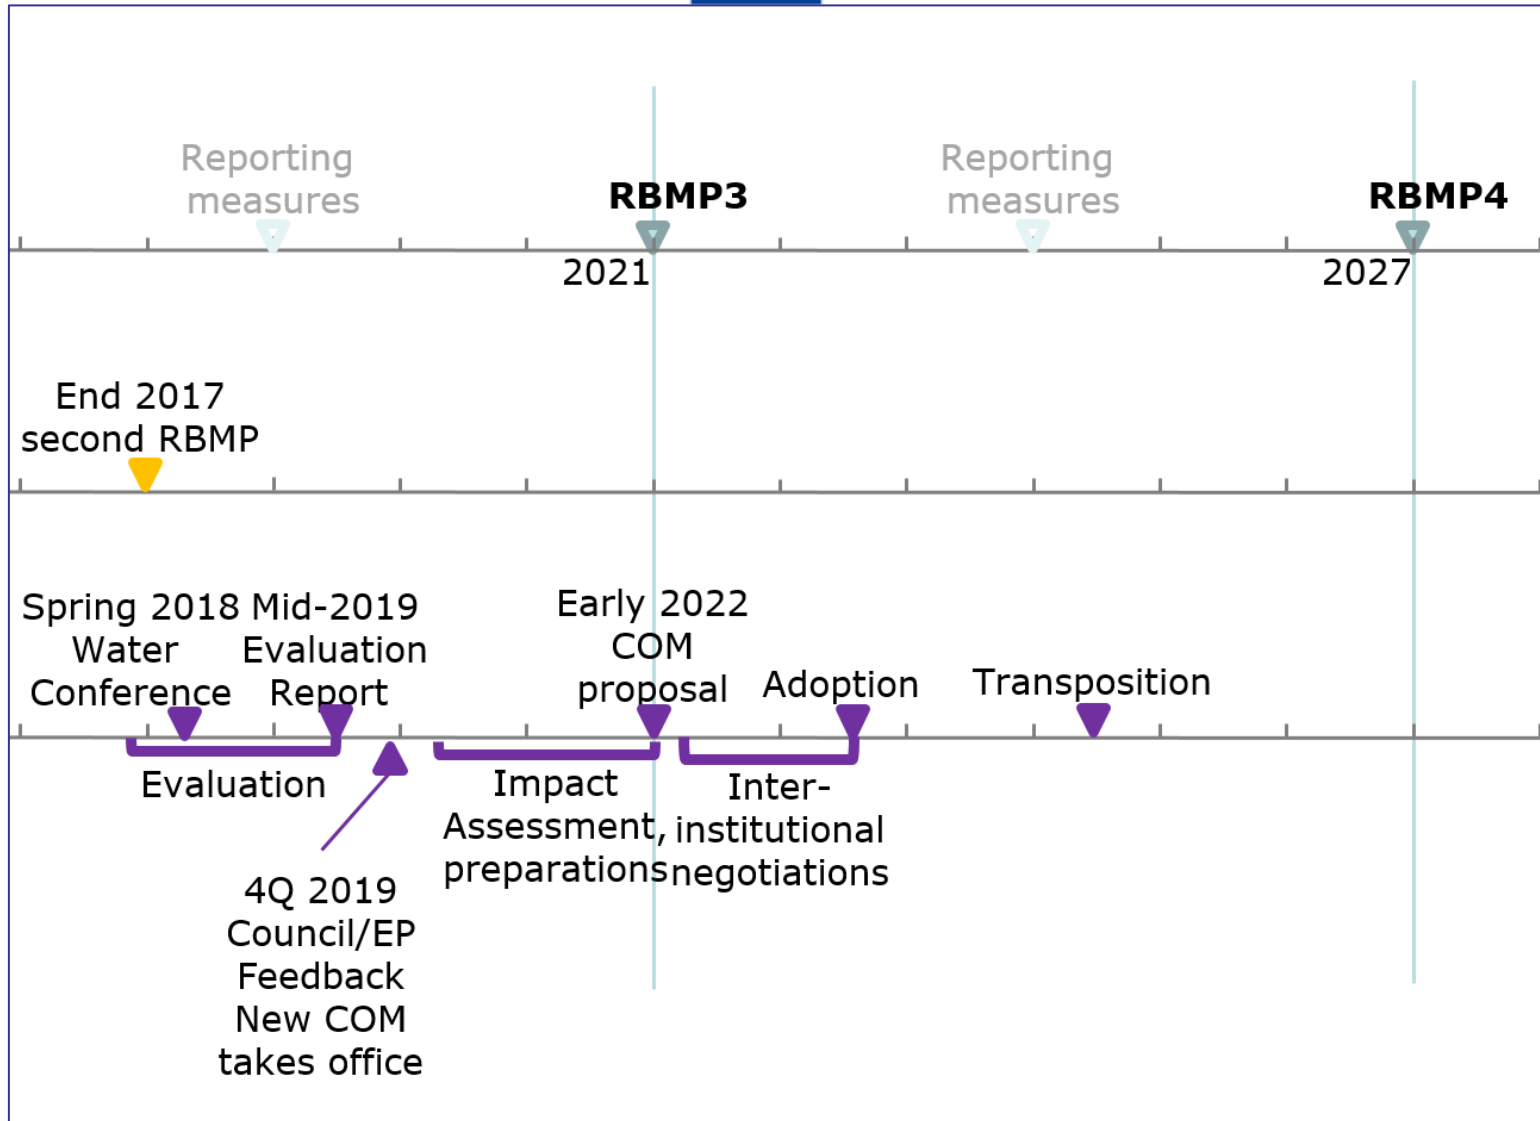 Reporting
measures
RBMP3
Reporting
measures
RBMP4
2021
2027
End 2017
second RBMP
Spring 2018
Water
Conference
Mid-2019
Evaluation
Report
Early 2022
COM
proposal
Adoption
Transposition
Evaluation
Impact
Assessment,
preparations
Inter-
institutional
negotiations
4Q 2019
Council/EP
Feedback
New COM
takes office